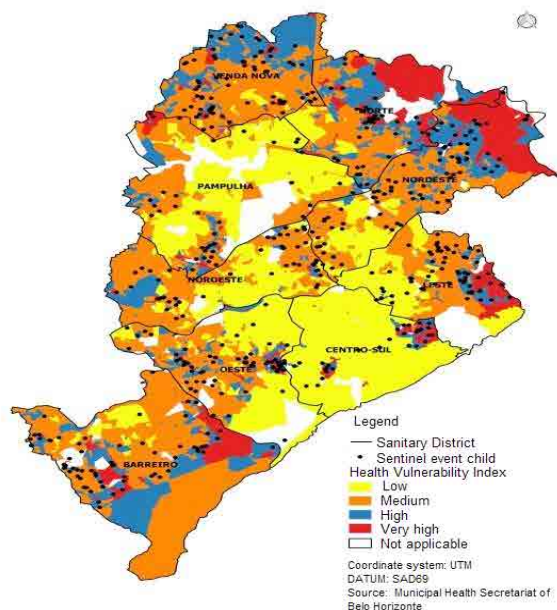 VENDA NOVA
NORTE
NORDESTE
PAMPULHA
NOROESTE
LESTE
CENTRO-SUL
OESTE
BARREIRO
Legend
Sanitary District
Sentinel event child
Health Vulnerability Index
Low
Medium
High
Very high
Not applicable
Coordinate system: UTM
DATUM: SAD69
Source: Municipal Health Secretariat of
Belo Horizonte